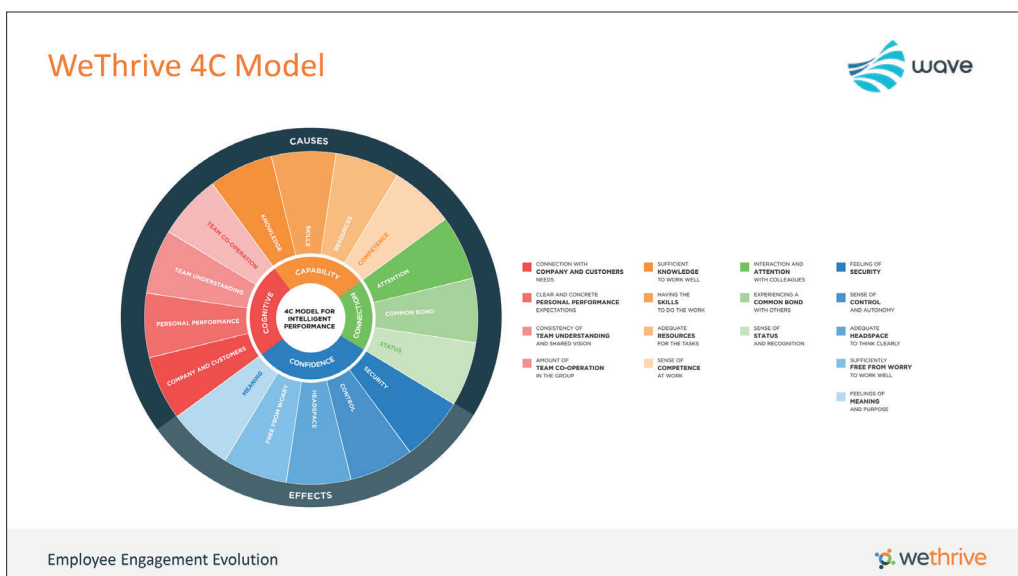 WeThrive 4C Model
wave
CAUSES
TEAM CO-OPERATION
KNOWLEDGE
SKILLS
RESOURCES
COMPETENCE
ATTENTION
COMMON BOND
STATUS
SECURITY
CONTROL
HEADSPACE
FREE FROM WORRY
MEANING
COMPANY AND CUSTOMERS
PERSONAL PERFORMANCE
TEAM UNDERSTANDING
CAPABILITY
CONNECTION
CONFIDENCE
COGNITIVE
4C MODEL FOR
INTELLIGENT
PERFORMANCE
EFFECTS
CONNECTION WITH
COMPANY AND CUSTOMERS
NEEDS
CLEAR AND CONCRETE
PERSONAL PERFORMANCE
EXPECTATIONS
CONSISTENCY OF
TEAM UNDERSTANDING
AND SHARED VISION
AMOUNT OF
TEAM CO-OPERATION
IN THE GROUP
SUFFICIENT
KNOWLEDGE
TO WORK WELL
HAVING THE
SKILLS
TO DO THE WORK
ADEQUATE
RESOURCES
FOR THE TASKS
SENSE OF
COMPETENCE
AT WORK
INTERACTION AND
ATTENTION
WITH COLLEAGUES
EXPERIENCING A
COMMON BOND
WITH OTHERS
SENSE OF
STATUS
AND RECOGNITION
FEELING OF
SECURITY
SENSE OF
CONTROL
AND AUTONOMY
ADEQUATE
HEADSPACE
TO THINK CLEARLY
SUFFICIENTLY
FREE FROM WORRY
TO WORK WELL
FEELINGS OF
MEANING
AND PURPOSE
Employee Engagement Evolution
wethrive